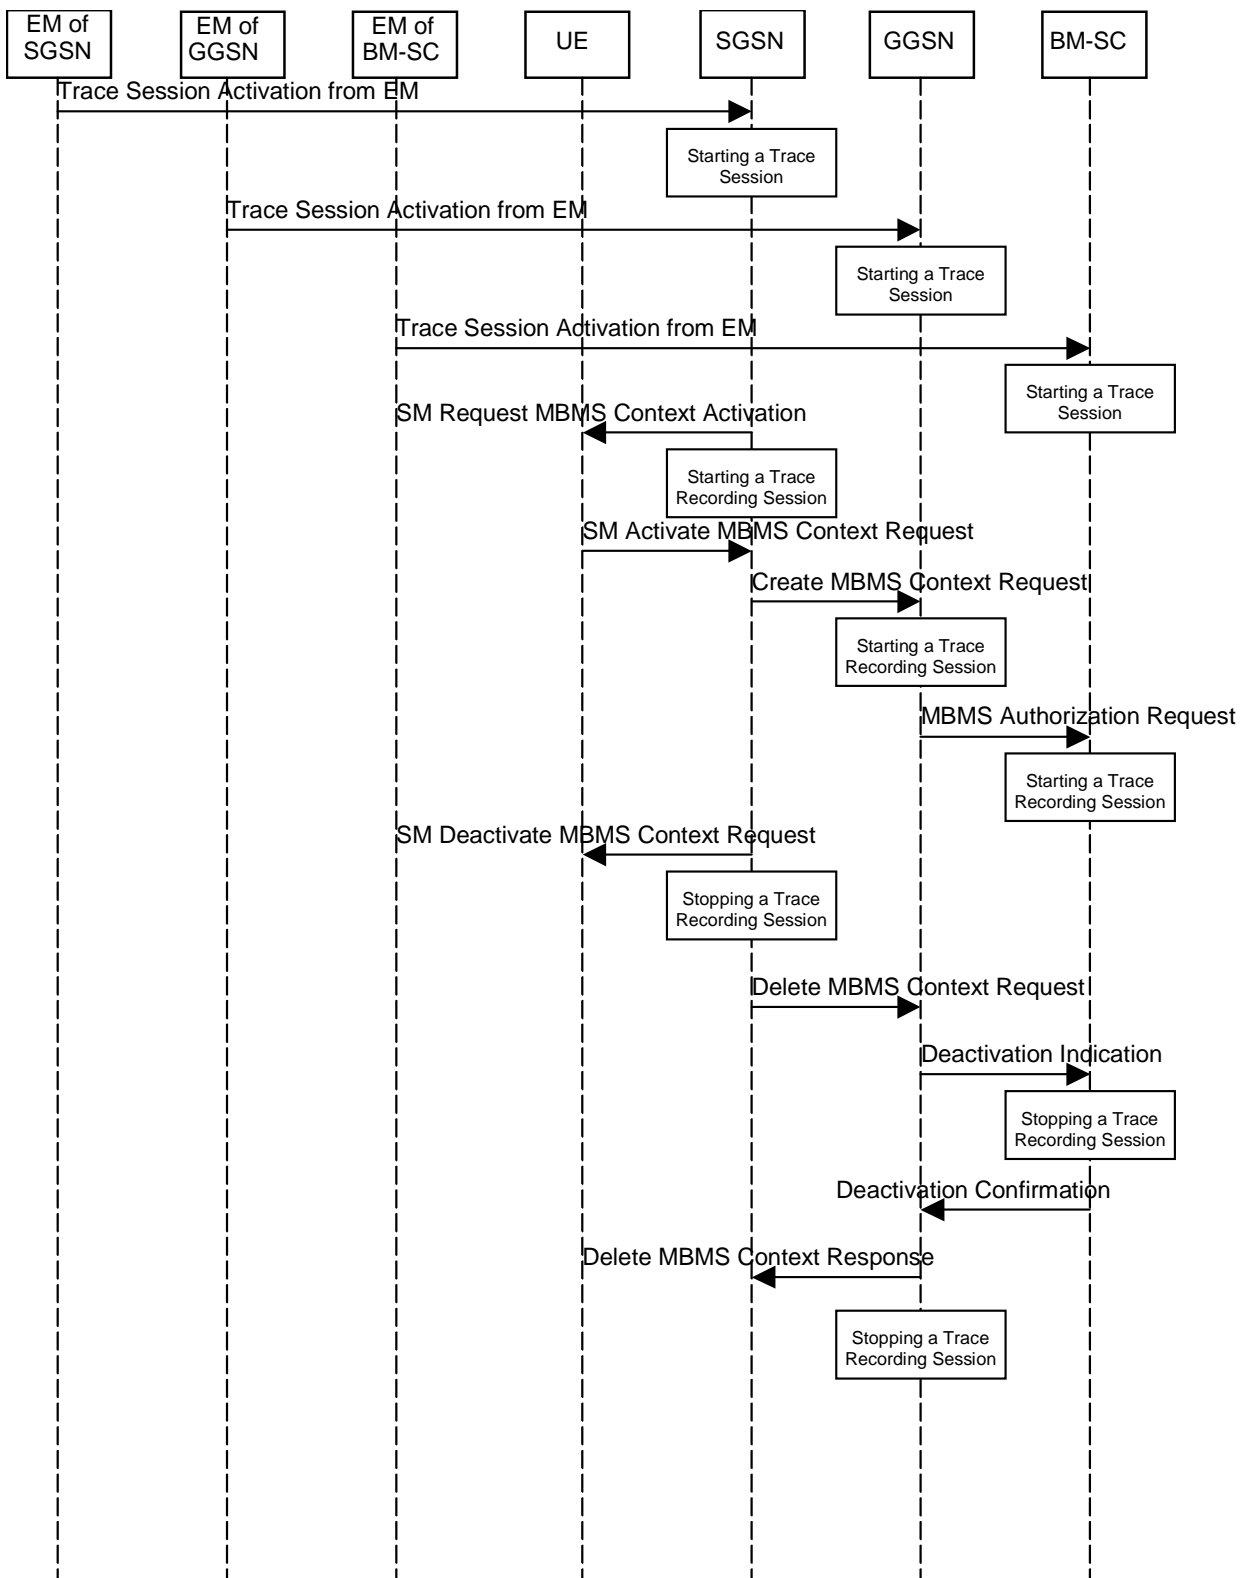 EM of
SGSN
EM of
GGSN
EM of
BM-SC
UE
SGSN
GGSN
BM-SC
Trace Session Activation from EM
Starting a Trace
Session
Trace Session Activation from EM
Starting a Trace
Session
Trace Session Activation from EM
Starting a Trace
Session
SM Request MBMS Context Activation
Starting a Trace
Recording Session
SM Activate MBMS Context Request
Create MBMS Context Request
Starting a Trace
Recording Session
MBMS Authorization Request
Starting a Trace
Recording Session
SM Deactivate MBMS Context Request
Stopping a Trace
Recording Session
Delete MBMS Context Request
Deactivation Indication
Stopping a Trace
Recording Session
Deactivation Confirmation
Delete MBMS Context Response
Stopping a Trace
Recording Session